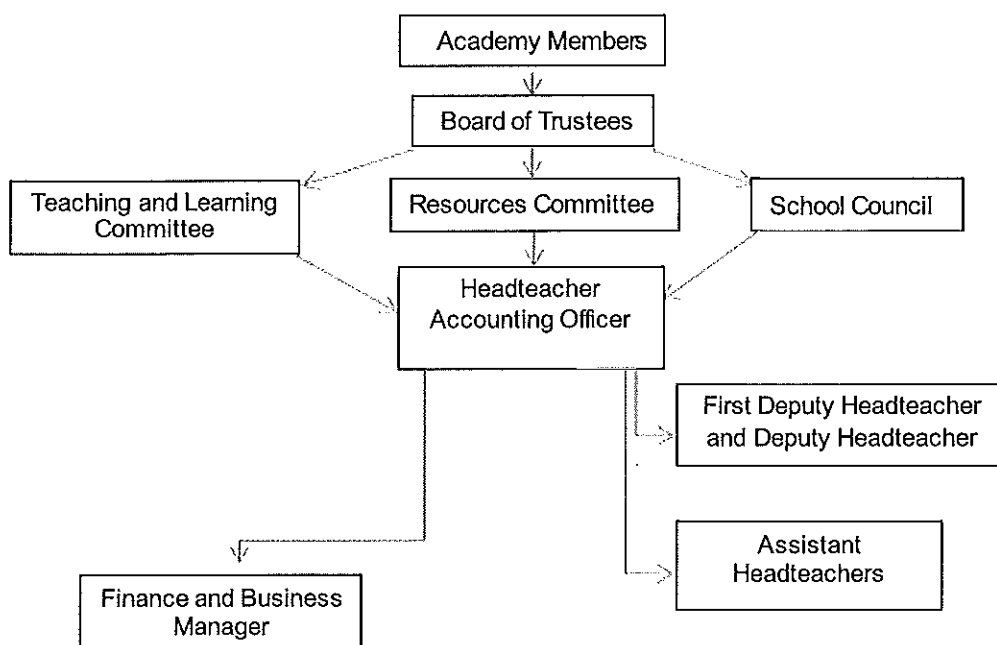 Academy Members
Board of Trustees
Teaching and Learning
Committee
Resources Committee
School Council
Headteacher
Accounting Officer
First Deputy Headteacher
and Deputy Headteacher
Assistant
Headteachers
Finance and Business
Manager